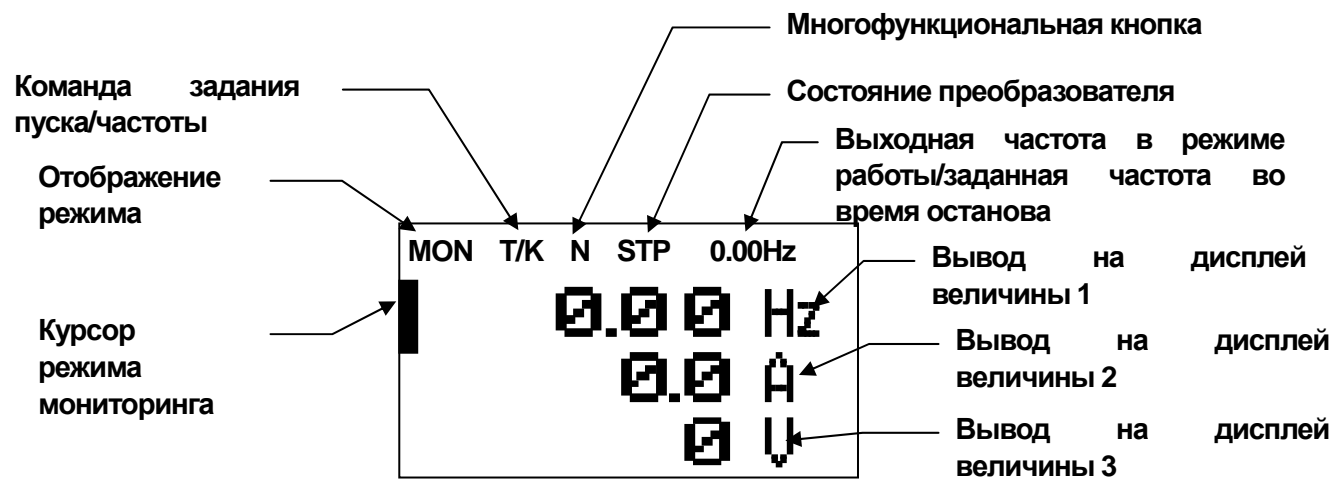 Многофункциональная кнопка
Команда задания
пуска/частоты
Состояние преобразователя
Выходная частота в режиме
работы/заданная частота во
время останова
Отображение
режима
MON T/K N STP 0.00Hz
Вывод на дисплей
величины 1
0.00 Hz
Курсор
режима
мониторинга
Вывод на дисплей
величины 2
0.0 A
Вывод на дисплей
величины 3
0 V